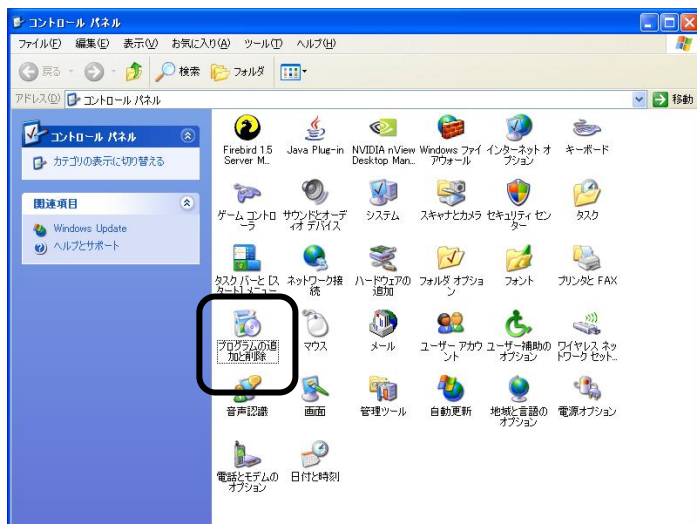 コントロール パネル
ファイル(F) 編集(E) 表示(V) お気に入り(A) ツール(T) ヘルプ(H)
戻る 検索 フォルダ
アドレス(D) コントロール パネル 移動
コントロール パネル
カテゴリの表示に切り替える
関連項目
Windows Update
ヘルプとサポート
Firebird 1.5
Server M...
Java Plug-in
NVIDIA nView
Desktop Man...
Windows ファイ
アウォール
インターネット オ
プション
キーボード
ゲーム コントロ
ーラ
サウンドとオーデ
ィオ デバイス
システム
スキャナとカメラ
セキュリティ セン
ター
タスク
タスク バーと [ス
タート] メニュー
ネットワーク接
続
ハードウェアの
追加
フォルダ オプショ
ン
フォント
プリンタと FAX
プログラムの追
加と削除
マウス
メール
ユーザー アカウ
ント
ユーザー補助の
オプション
ワイヤレス ネッ
トワーク セット...
音声認識
画面
管理ツール
自動更新
地域と言語の
オプション
電源オプション
電話とモデムの
オプション
日付と時刻